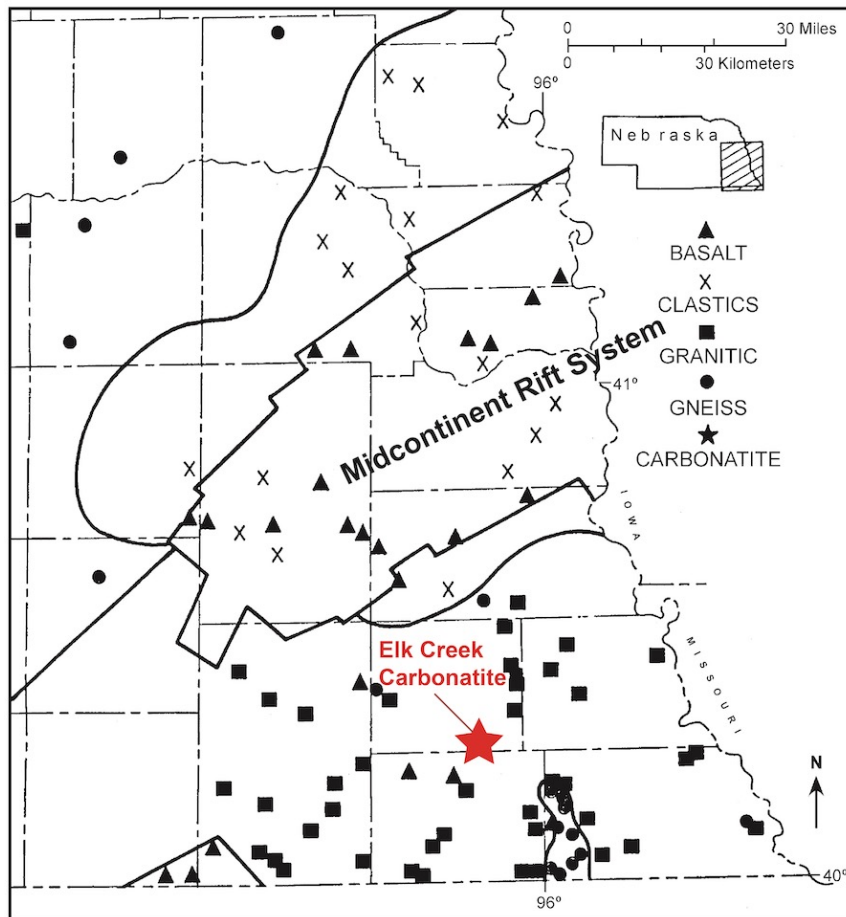 0 30 Miles
0 30 Kilometers
96°
Nebraska
BASALT
CLASTICS
GRANITIC
GNEISS
CARBONATITE
Midcontinent Rift System
41°
IOWA
MISSOURI
Elk Creek
Carbonatite
N
40°
96°